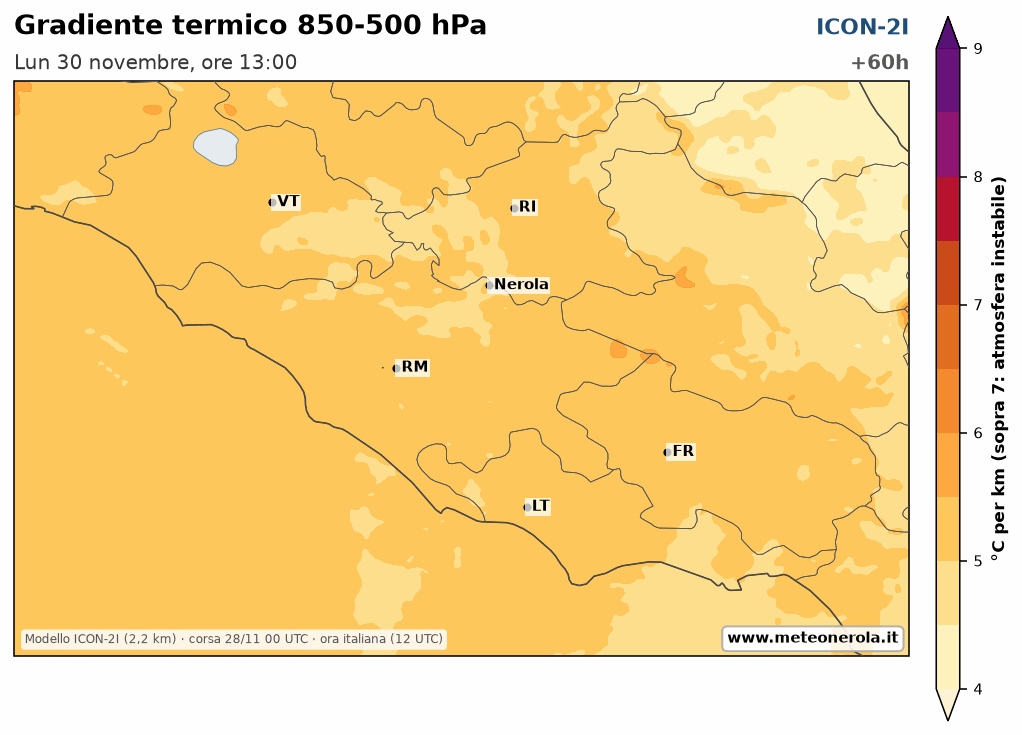 Gradiente termico 850-500 hPa
ICON-2I
Lun 30 novembre, ore 13:00
+60h
VT
RI
Nerola
RM
FR
LT
Modello ICON-2I (2,2 km) · corsa 28/11 00 UTC · ora italiana (12 UTC)
www.meteonerola.it
9
8
7
6
5
4
°C per km (sopra 7: atmosfera instabile)